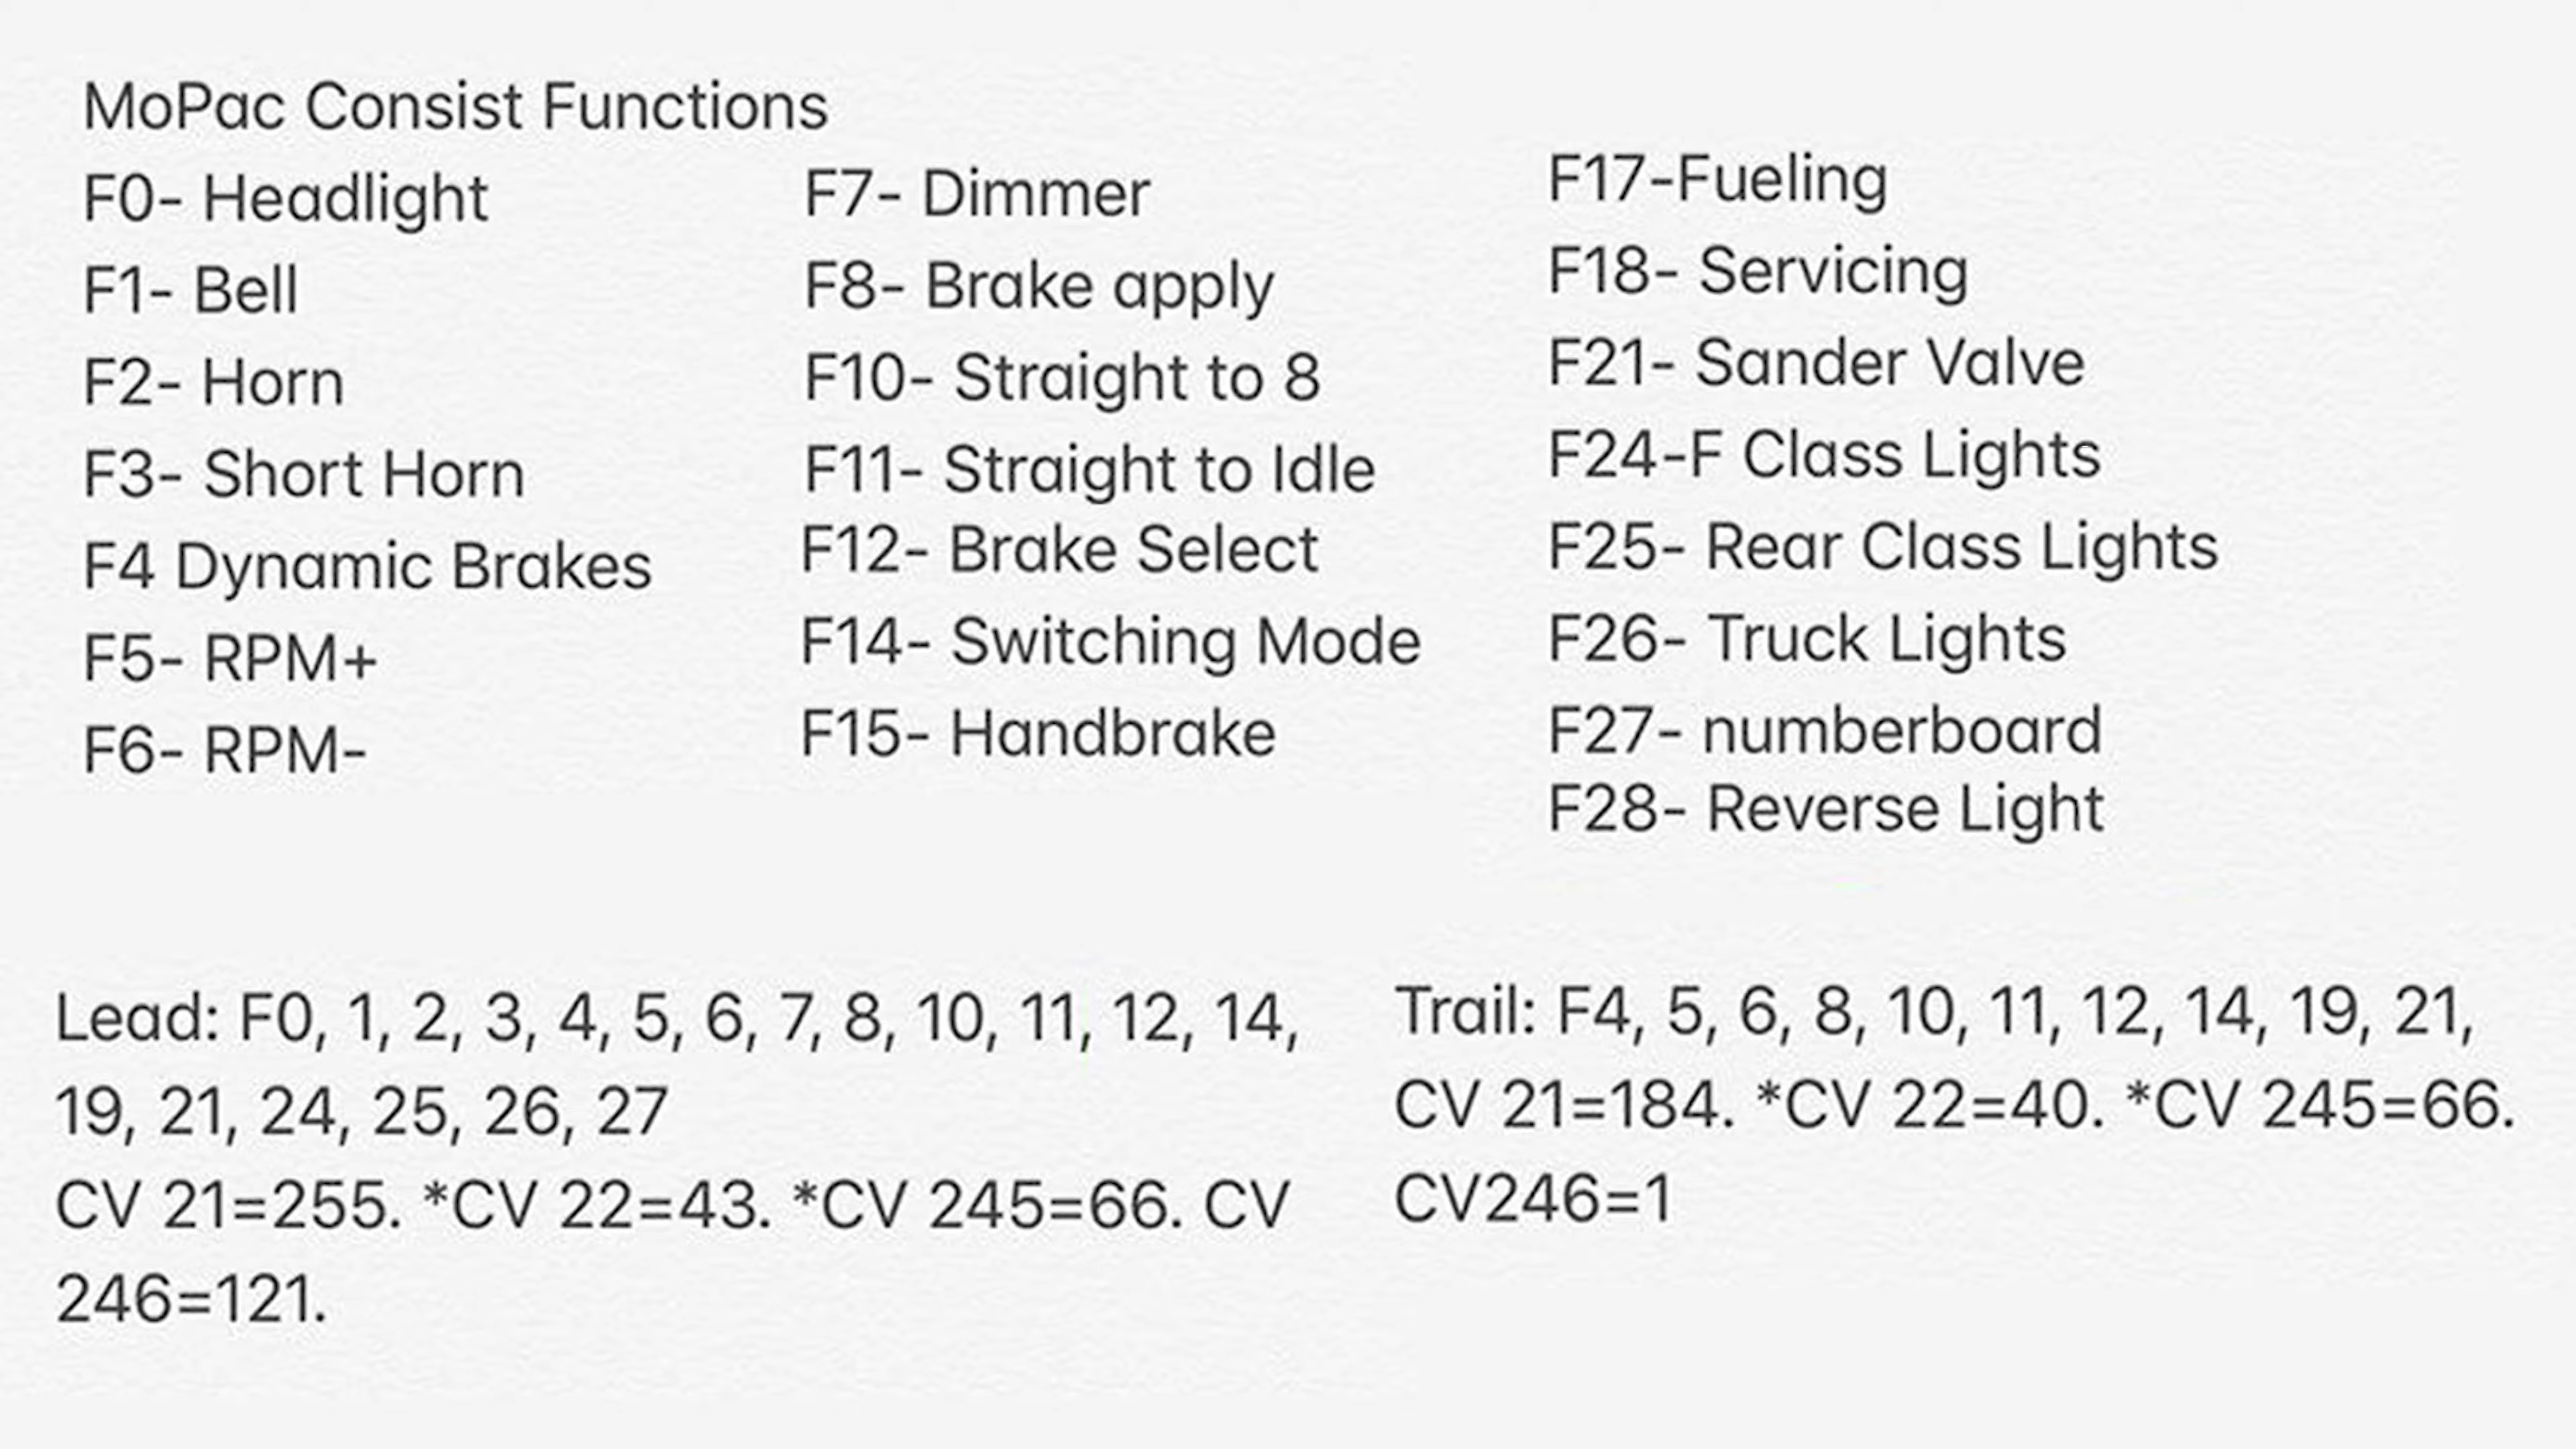 MoPac Consist Functions
F0- Headlight
F1- Bell
F2- Horn
F3- Short Horn
F4 Dynamic Brakes
F5- RPM+
F6- RPM-
F7- Dimmer
F8- Brake apply
F10- Straight to 8
F11- Straight to Idle
F12- Brake Select
F14- Switching Mode
F15- Handbrake
F17-Fueling
F18- Servicing
F21- Sander Valve
F24-F Class Lights
F25- Rear Class Lights
F26- Truck Lights
F27- numberboard
F28- Reverse Light
Lead: F0, 1, 2, 3, 4, 5, 6, 7, 8, 10, 11, 12, 14,
19, 21, 24, 25, 26, 27
CV 21=255. *CV 22=43. *CV 245=66. CV
246=121.
Trail: F4, 5, 6, 8, 10, 11, 12, 14, 19, 21,
CV 21=184. *CV 22=40. *CV 245=66.
CV246=1